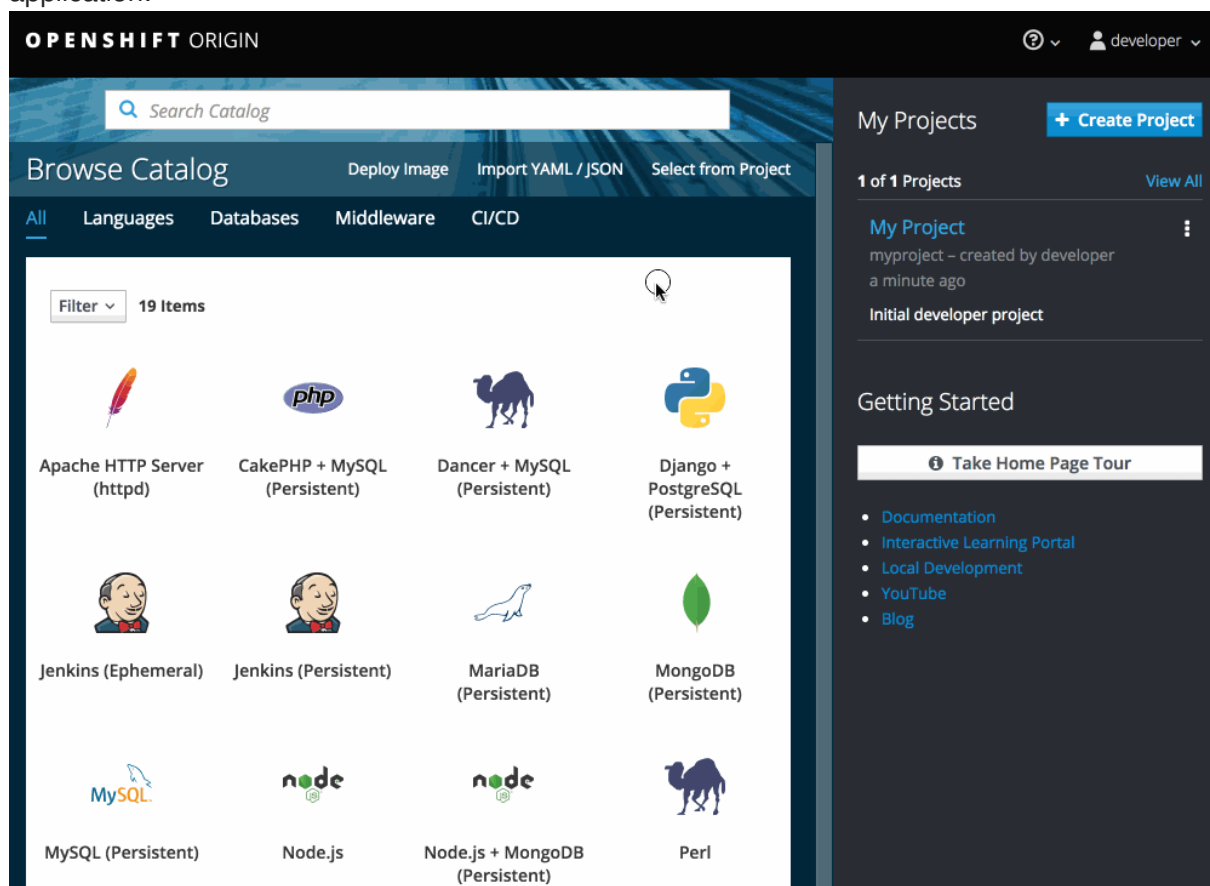 application.
OPENSHIFT ORIGIN
developer
Search Catalog
Browse Catalog
Deploy Image
Import YAML / JSON
Select from Project
All
Languages
Databases
Middleware
CI/CD
Filter
19 Items
php
Apache HTTP Server
(httpd)
CakePHP + MySQL
(Persistent)
Dancer + MySQL
(Persistent)
Django +
PostgreSQL
(Persistent)
Jenkins (Ephemeral)
Jenkins (Persistent)
MariaDB
(Persistent)
MongoDB
(Persistent)
MySQL
node
JS
node
JS
MySQL (Persistent)
Node.js
Node.js + MongoDB
(Persistent)
Perl
My Projects
+ Create Project
1 of 1 Projects
View All
My Project
myproject – created by developer
a minute ago
Initial developer project
Getting Started
Take Home Page Tour
Documentation
Interactive Learning Portal
Local Development
YouTube
Blog